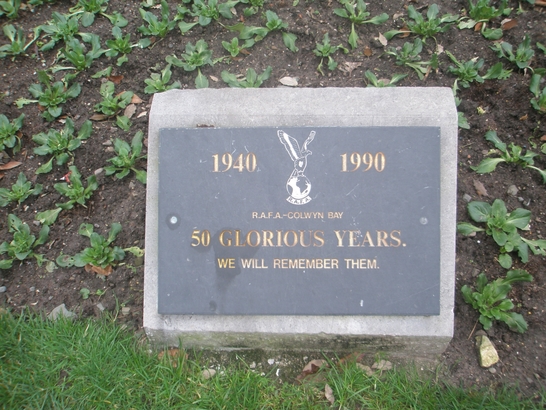 1940 1990
R.A.F.A.
R.A.F.A.-COLWYN BAY
50 GLORIOUS YEARS.
WE WILL REMEMBER THEM.